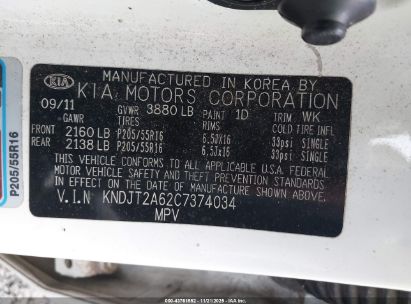 MANUFACTURED IN KOREA BY
KIA KIA MOTORS CORPORATION
09/11 GVWR 3880 LB PAINT 1D TRIM WK
GAWR TIRES RIMS COLD TIRE INFL
FRONT 2160 LB P205/55R16 6.5JX16 33psi SINGLE
REAR 2138 LB P205/55R16 6.5JX16 33psi SINGLE
THIS VEHICLE CONFORMS TO ALL APPLICABLE U.S.A. FEDERAL
MOTOR VEHICLE SAFETY AND THEFT PREVENTION STANDARDS
IN EFFECT ON THE DATE OF MANUFACTURE SHOWN ABOVE.
V.I.N KNDJT2A62C7374034
MPV
P205/55R16